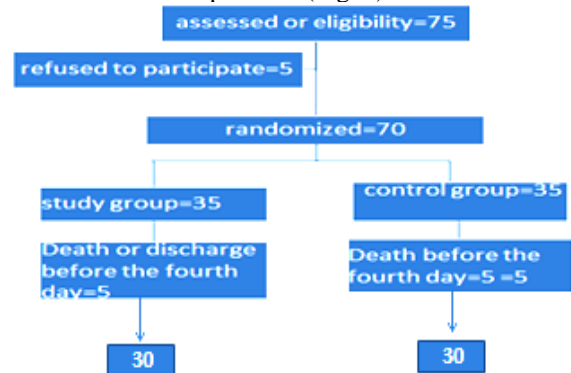 assessed or eligibility=75
refused to participate=5
randomized=70
study group=35
control group=35
Death or discharge
before the fourth
day=5
Death before the
fourth day=5 =5
30
30